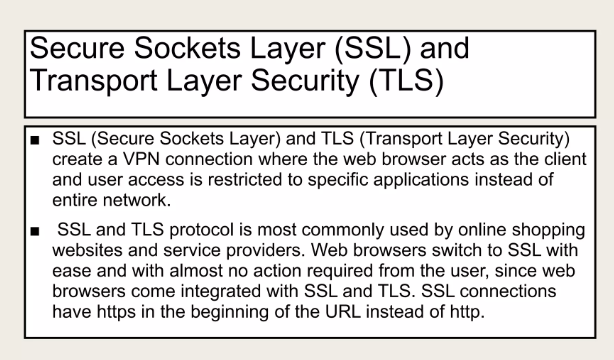 Secure Sockets Layer (SSL) and
Transport Layer Security (TLS)
■ SSL (Secure Sockets Layer) and TLS (Transport Layer Security)
create a VPN connection where the web browser acts as the client
and user access is restricted to specific applications instead of
entire network.
■ SSL and TLS protocol is most commonly used by online shopping
websites and service providers. Web browsers switch to SSL with
ease and with almost no action required from the user, since web
browsers come integrated with SSL and TLS. SSL connections
have https in the beginning of the URL instead of http.